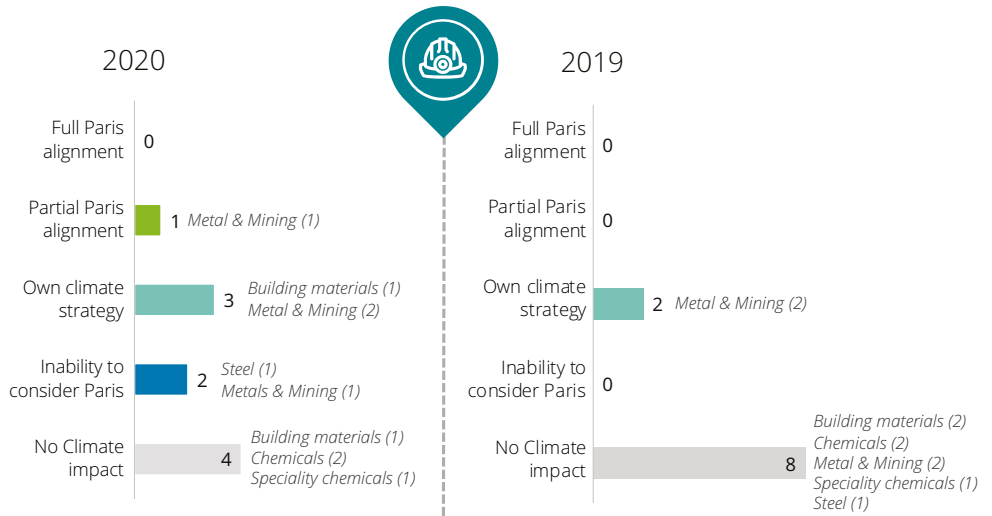 2020
Full Paris
alignment
0
Partial Paris
alignment
1
Metal & Mining (1)
Own climate
strategy
3
Building materials (1)
Metal & Mining (2)
Inability to
consider Paris
2
Steel (1)
Metals & Mining (1)
No Climate
impact
4
Building materials (1)
Chemicals (2)
Speciality chemicals (1)
2019
Full Paris
alignment
0
Partial Paris
alignment
0
Own climate
strategy
2
Metal & Mining (2)
Inability to
consider Paris
0
No Climate
impact
8
Building materials (2)
Chemicals (2)
Metal & Mining (2)
Speciality chemicals (1)
Steel (1)